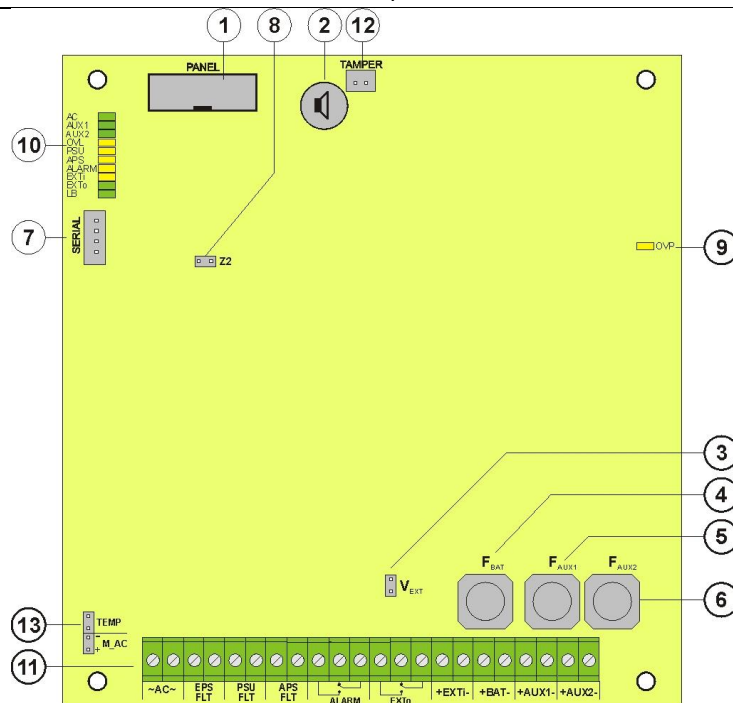 1
8
2
12
PANEL
TAMPER
AC
AUX1
AUX2
OVL
PSU
APS
ALARM
EXTi
EXTo
LB
10
7
SERIAL
Z2
OVP
9
3
4
5
F BAT
F AUX1
F AUX2
V EXT
6
13
TEMP
- M_AC
+
11
~AC~
EPS FLT
PSU FLT
APS FLT
ALARM
EXTo
+EXTi-
+BAT-
+AUX1-
+AUX2-